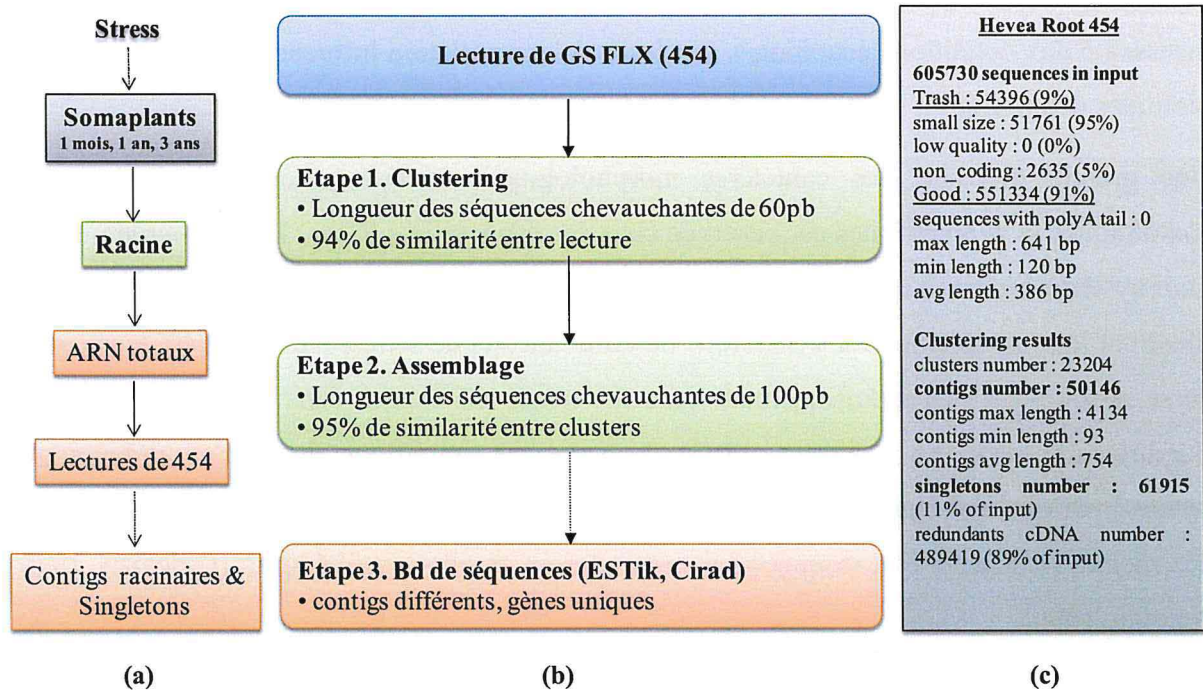 Stress
Somaplants
1 mois, 1 an, 3 ans
Racine
ARN totaux
Lectures de 454
Contigs racinaires &
Singletons
(a)
Lecture de GS FLX (454)
Etape 1. Clustering
• Longueur des séquences chevauchantes de 60pb
• 94% de similarité entre lecture
Etape 2. Assemblage
• Longueur des séquences chevauchantes de 100pb
• 95% de similarité entre clusters
Etape 3. Bd de séquences (ESTik, Cirad)
• contigs différents, gènes uniques
(b)
Hevea Root 454
605730 sequences in input
Trash : 54396 (9%)
small size : 51761 (95%)
low quality : 0 (0%)
non_coding : 2635 (5%)
Good : 551334 (91%)
sequences with polyA tail : 0
max length : 641 bp
min length : 120 bp
avg length : 386 bp
Clustering results
clusters number : 23204
contigs number : 50146
contigs max length : 4134
contigs min length : 93
contigs avg length : 754
singletons number : 61915
(11% of input)
redundants cDNA number :
489419 (89% of input)
(c)